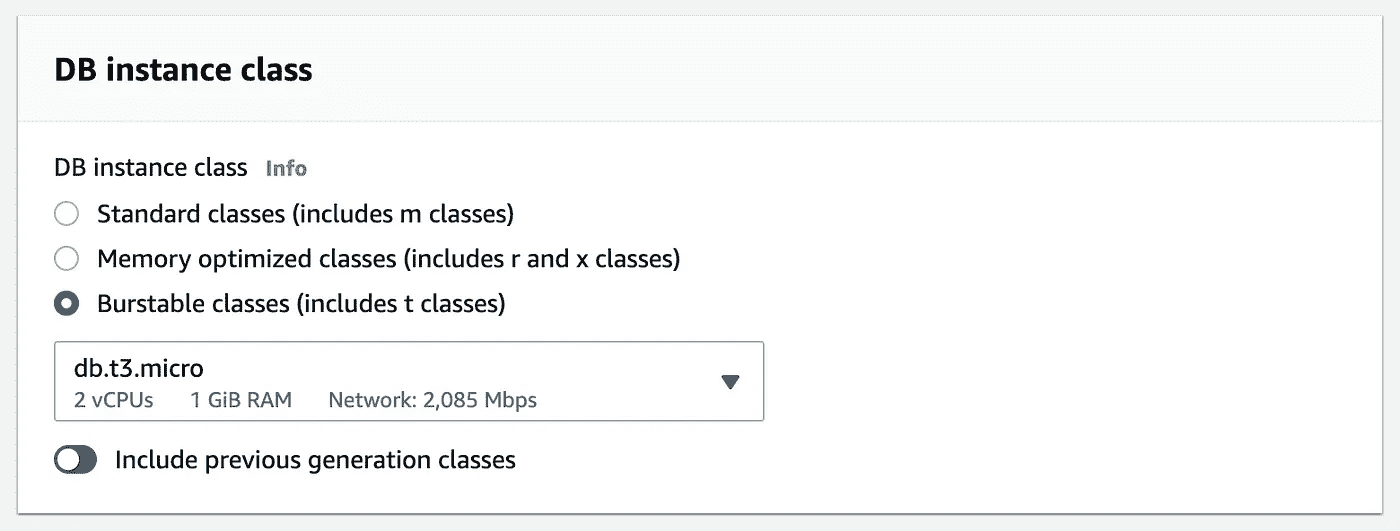 DB instance class
DB instance class Info
Standard classes (includes m classes)
Memory optimized classes (includes r and x classes)
Burstable classes (includes t classes)
db.t3.micro
2 vCPUs 1 GiB RAM Network: 2,085 Mbps
Include previous generation classes